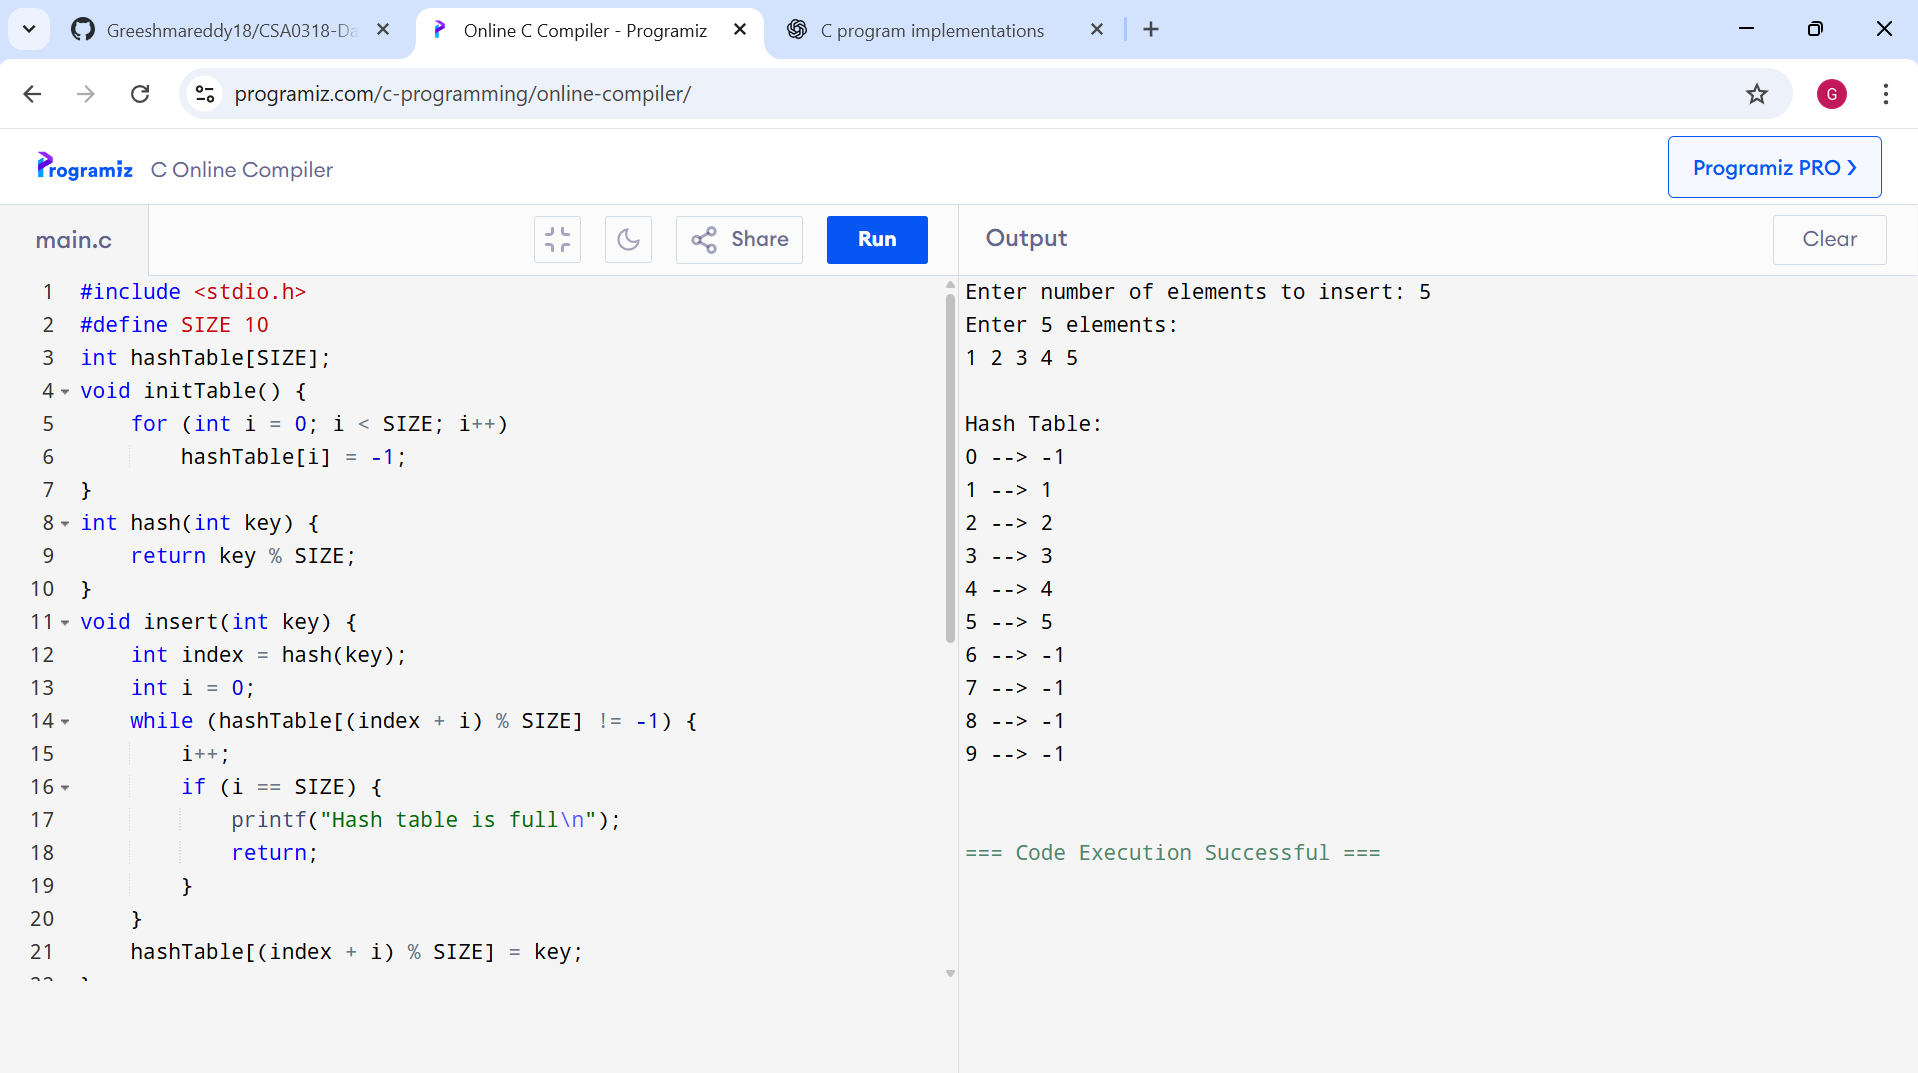 Greeshmareddy18/CSA0318-Da
Online C Compiler - Programiz
C program implementations
programiz.com/c-programming/online-compiler/
G
Programiz
C Online Compiler
Programiz PRO
main.c
Share
Run
Output
Clear
1 #include <stdio.h>
2 #define SIZE 10
3 int hashTable[SIZE];
4 void initTable() {
5     for (int i = 0; i < SIZE; i++)
6         hashTable[i] = -1;
7 }
8 int hash(int key) {
9     return key % SIZE;
10 }
11 void insert(int key) {
12     int index = hash(key);
13     int i = 0;
14     while (hashTable[(index + i) % SIZE] != -1) {
15         i++;
16         if (i == SIZE) {
17             printf("Hash table is full\n");
18             return;
19         }
20     }
21     hashTable[(index + i) % SIZE] = key;
Enter number of elements to insert: 5
Enter 5 elements:
1 2 3 4 5
Hash Table:
0 --> -1
1 --> 1
2 --> 2
3 --> 3
4 --> 4
5 --> 5
6 --> -1
7 --> -1
8 --> -1
9 --> -1
=== Code Execution Successful ===